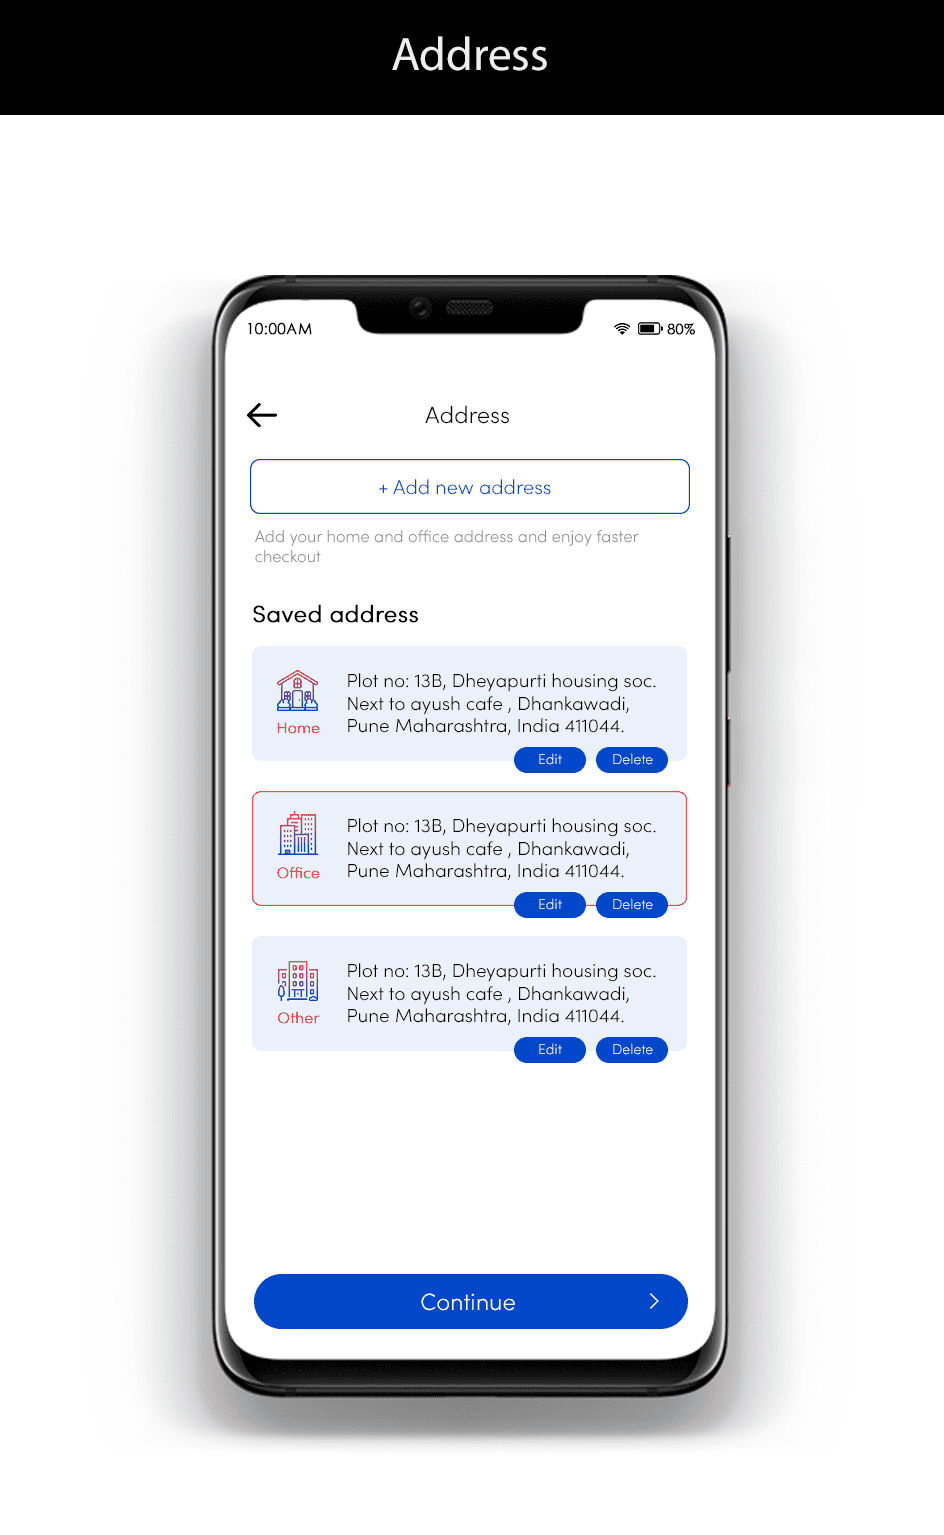 Address
10:00AM
80%
Address
+ Add new address
Add your home and office address and enjoy faster
checkout
Saved address
Home
Plot no: 13B, Dheyapurti housing soc.
Next to ayush cafe , Dhankawadi,
Pune Maharashtra, India 411044.
Edit
Delete
Office
Plot no: 13B, Dheyapurti housing soc.
Next to ayush cafe , Dhankawadi,
Pune Maharashtra, India 411044.
Edit
Delete
Other
Plot no: 13B, Dheyapurti housing soc.
Next to ayush cafe , Dhankawadi,
Pune Maharashtra, India 411044.
Edit
Delete
Continue